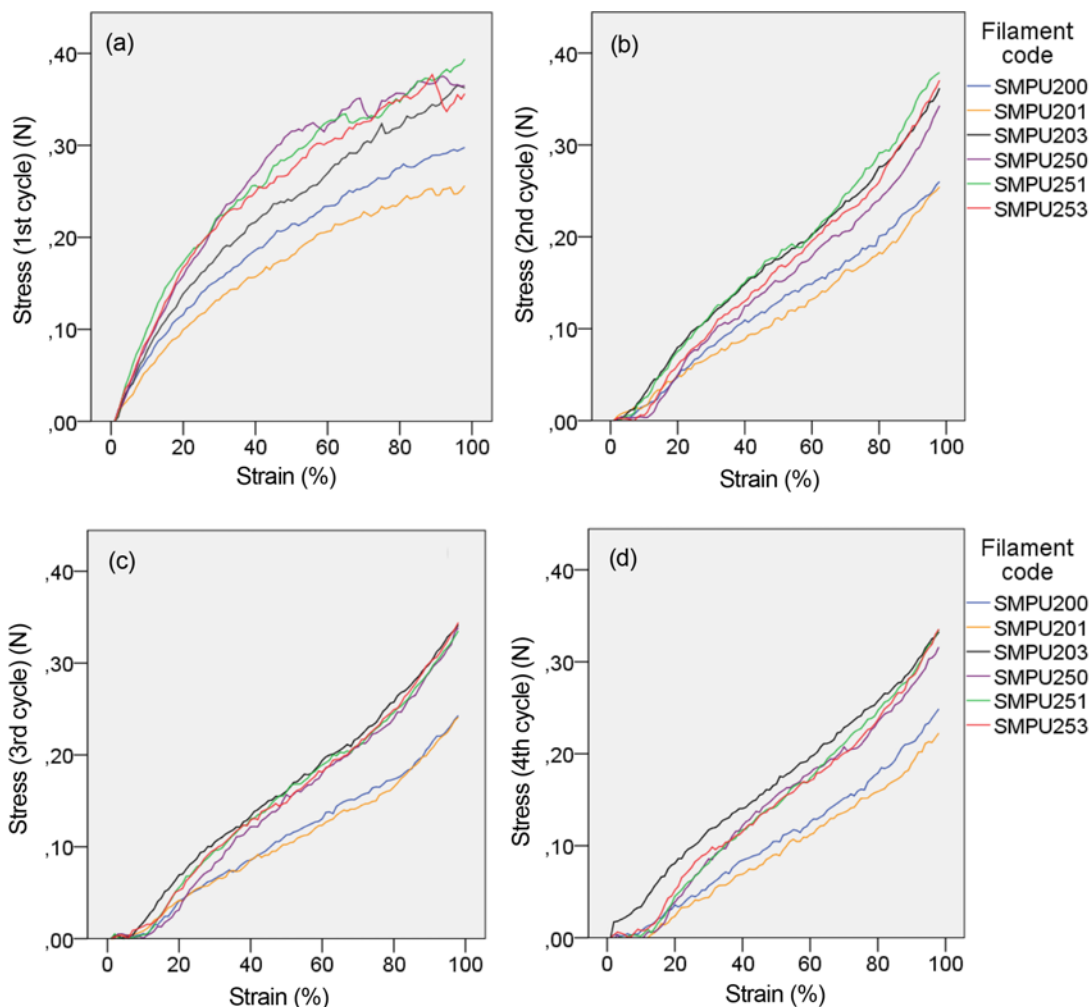 (a)
Stress (1st cycle) (N)
,40
,30
,20
,10
,00
0 20 40 60 80 100
Strain (%)
(b)
Stress (2nd cycle) (N)
,40
,30
,20
,10
,00
0 20 40 60 80 100
Strain (%)
Filament
code
SMPU200
SMPU201
SMPU203
SMPU250
SMPU251
SMPU253
(c)
Stress (3rd cycle) (N)
,40
,30
,20
,10
,00
0 20 40 60 80 100
Strain (%)
(d)
Stress (4th cycle) (N)
,40
,30
,20
,10
,00
0 20 40 60 80 100
Strain (%)
Filament
code
SMPU200
SMPU201
SMPU203
SMPU250
SMPU251
SMPU253